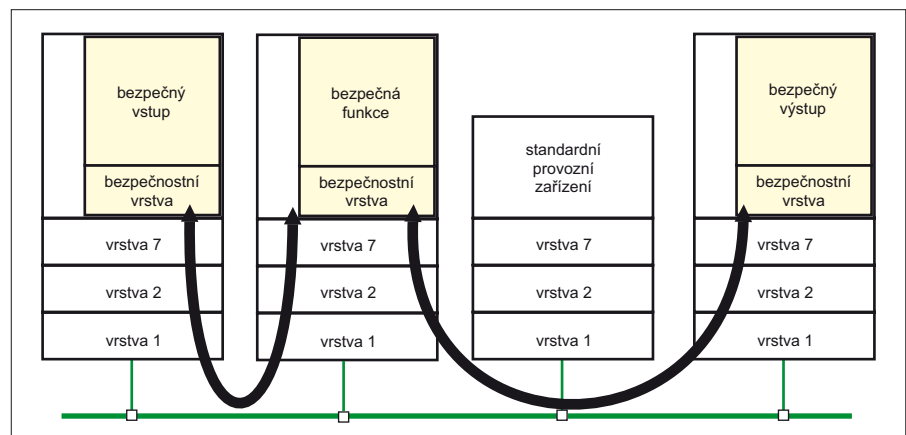 bezpečný
vstup
bezpečnostní
vrstva
vrstva 7
vrstva 2
vrstva 1
bezpečná
funkce
bezpečnostní
vrstva
vrstva 7
vrstva 2
vrstva 1
standardní
provozní
zařízení
vrstva 7
vrstva 2
vrstva 1
bezpečný
výstup
bezpečnostní
vrstva
vrstva 7
vrstva 2
vrstva 1